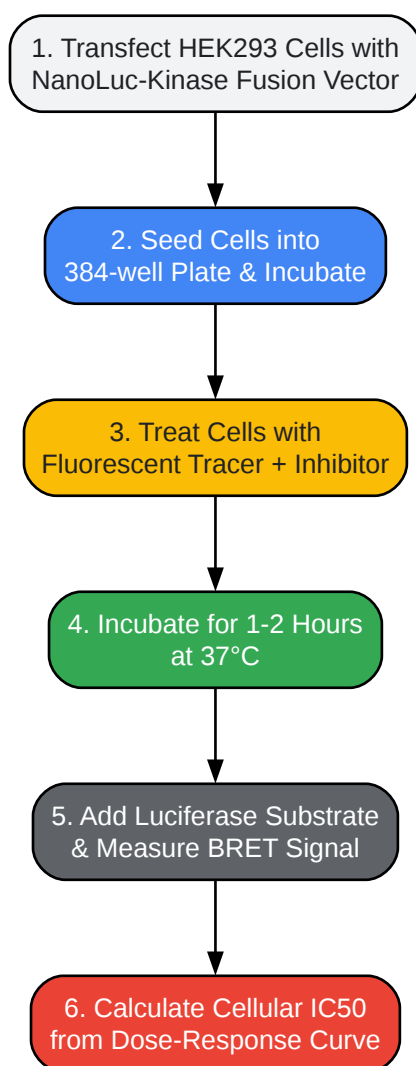 1. Transfect HEK293 Cells with
NanoLuc-Kinase Fusion Vector
2. Seed Cells into
384-well Plate & Incubate
3. Treat Cells with
Fluorescent Tracer + Inhibitor
4. Incubate for 1-2 Hours
at 37°C
5. Add Luciferase Substrate
& Measure BRET Signal
6. Calculate Cellular IC50
from Dose-Response Curve